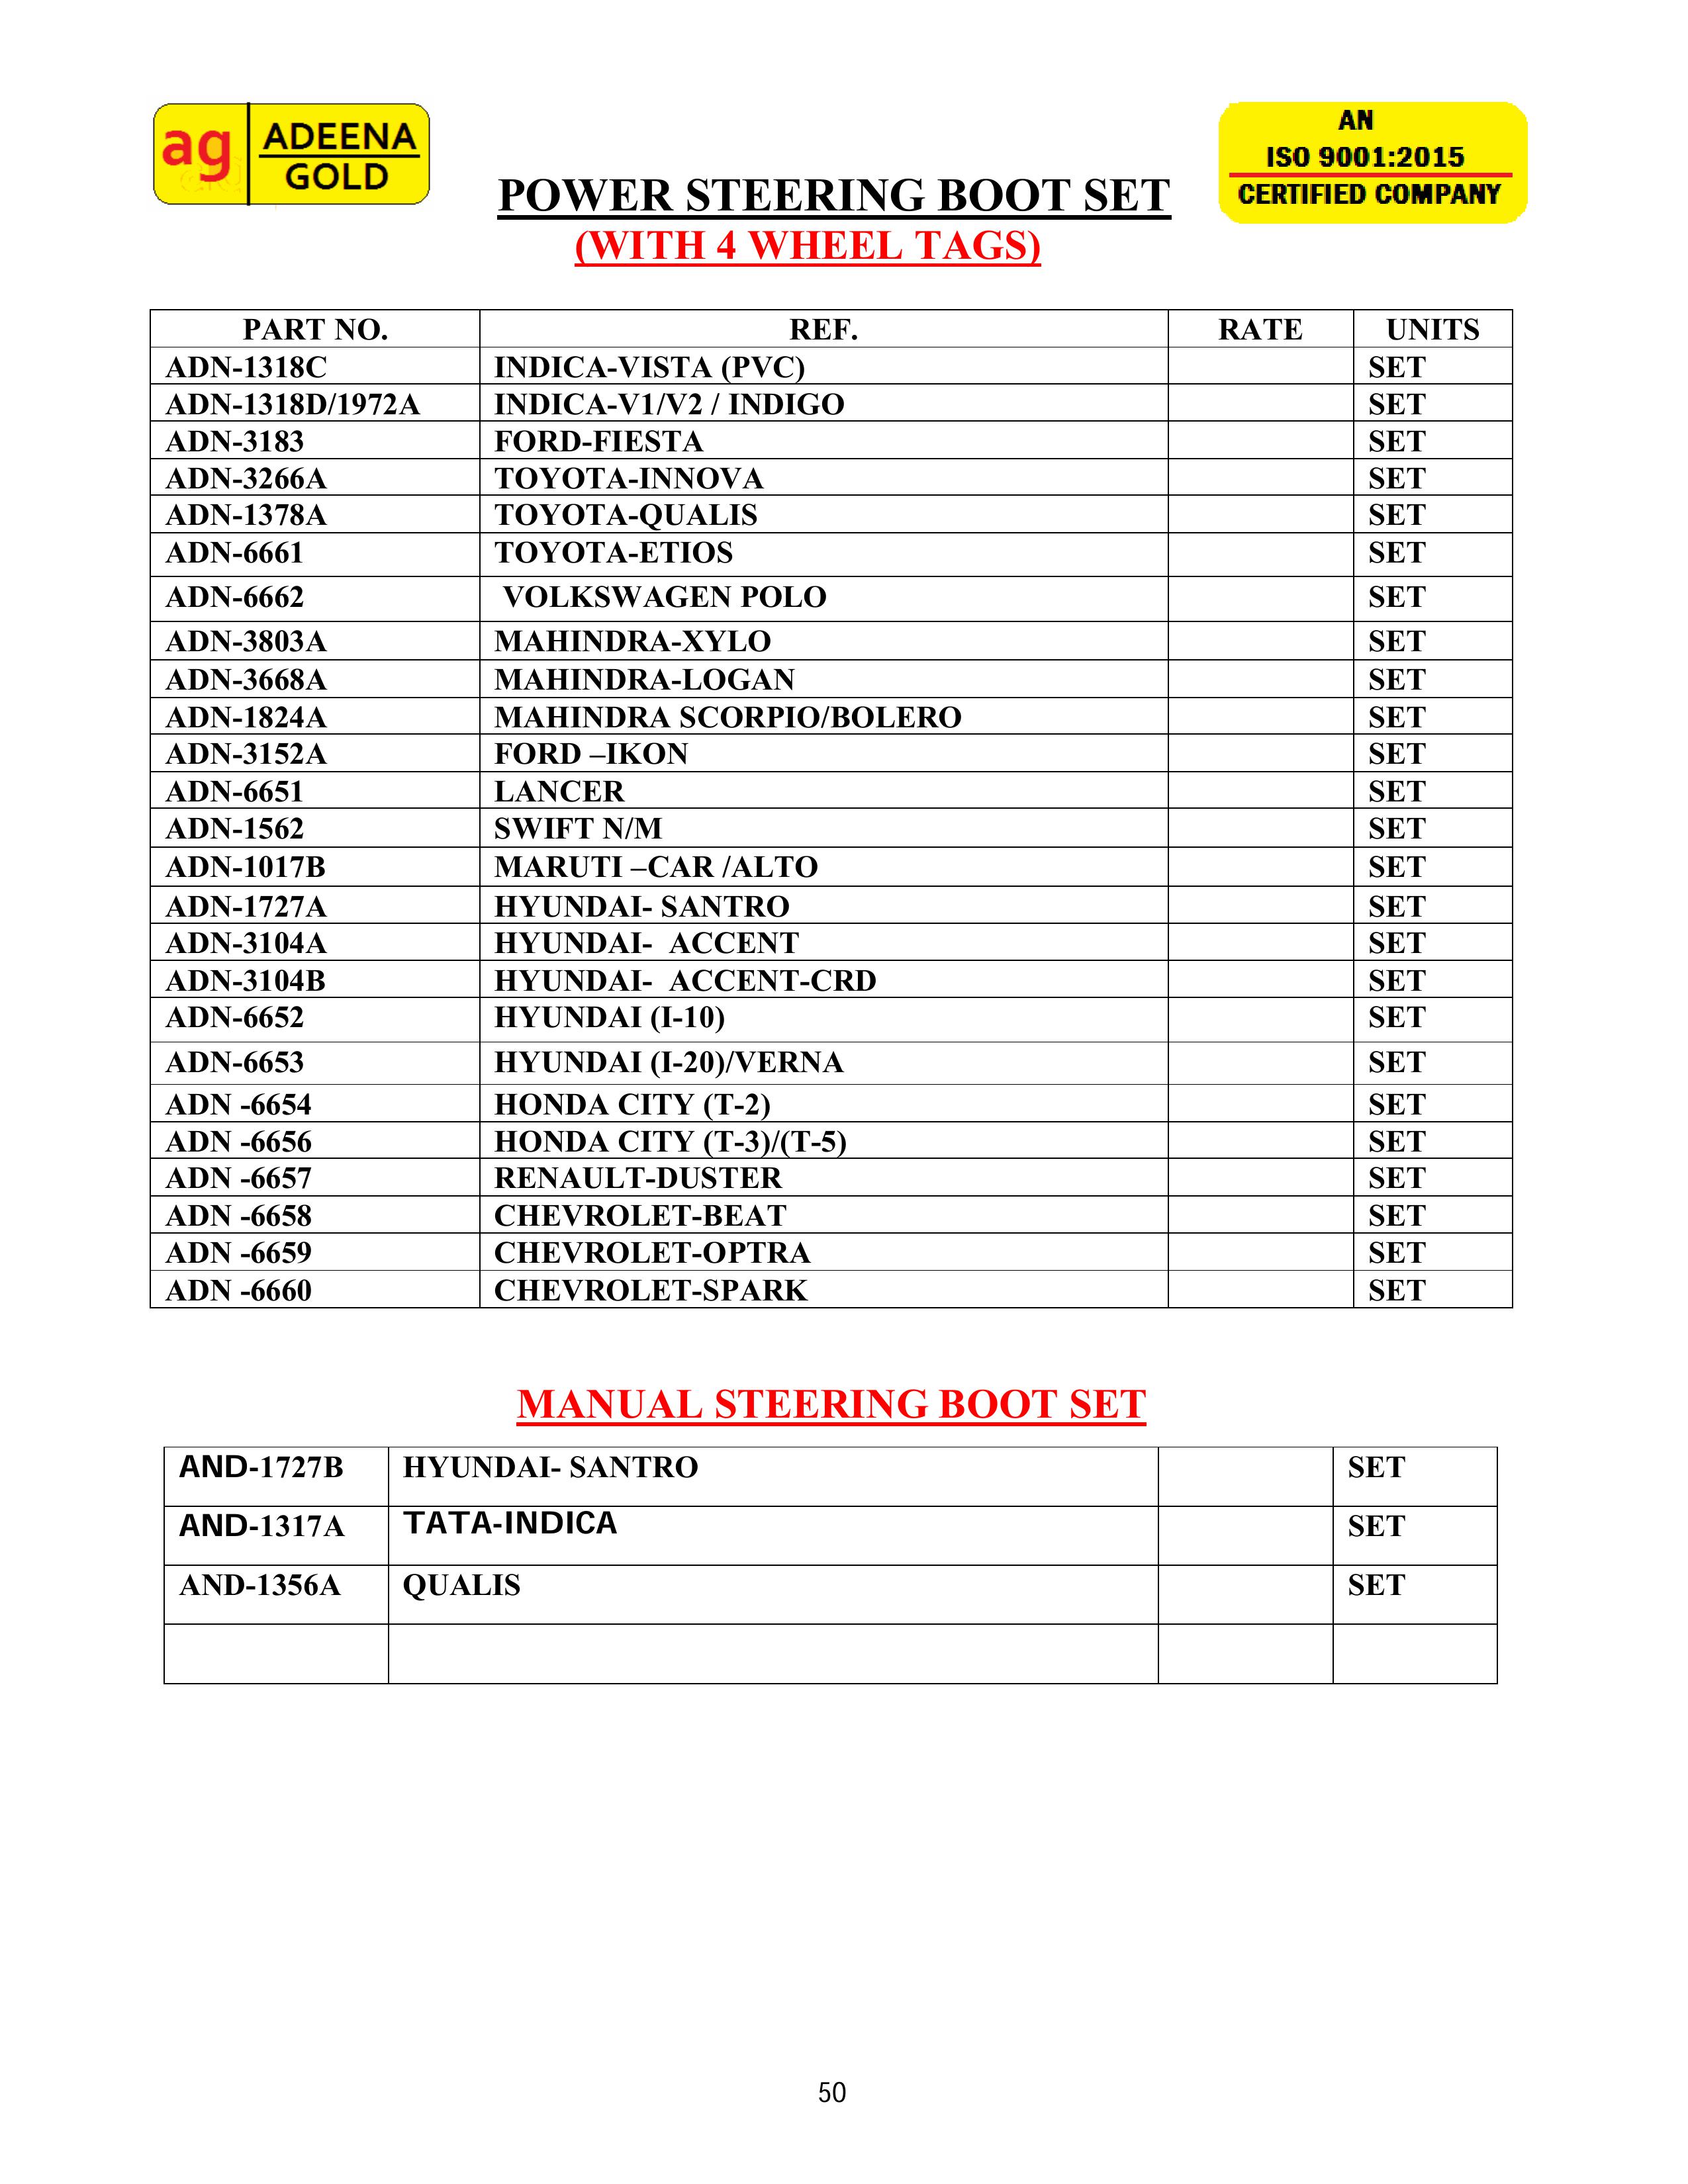 ag ADEENA GOLD
AN
ISO 9001:2015
CERTIFIED COMPANY
POWER STEERING BOOT SET
(WITH 4 WHEEL TAGS)
PART NO. REF. RATE UNITS
ADN-1318C INDICA-VISTA (PVC) SET
ADN-1318D/1972A INDICA-V1/V2 / INDIGO SET
ADN-3183 FORD-FIESTA SET
ADN-3266A TOYOTA-INNOVA SET
ADN-1378A TOYOTA-QUALIS SET
ADN-6661 TOYOTA-ETIOS SET
ADN-6662 VOLKSWAGEN POLO SET
ADN-3803A MAHINDRA-XYLO SET
ADN-3668A MAHINDRA-LOGAN SET
ADN-1824A MAHINDRA SCORPIO/BOLERO SET
ADN-3152A FORD –IKON SET
ADN-6651 LANCER SET
ADN-1562 SWIFT N/M SET
ADN-1017B MARUTI –CAR /ALTO SET
ADN-1727A HYUNDAI- SANTRO SET
ADN-3104A HYUNDAI- ACCENT SET
ADN-3104B HYUNDAI- ACCENT-CRD SET
ADN-6652 HYUNDAI (I-10) SET
ADN-6653 HYUNDAI (I-20)/VERNA SET
ADN -6654 HONDA CITY (T-2) SET
ADN -6656 HONDA CITY (T-3)/(T-5) SET
ADN -6657 RENAULT-DUSTER SET
ADN -6658 CHEVROLET-BEAT SET
ADN -6659 CHEVROLET-OPTRA SET
ADN -6660 CHEVROLET-SPARK SET
MANUAL STEERING BOOT SET
AND-1727B HYUNDAI- SANTRO SET
AND-1317A TATA-INDICA SET
AND-1356A QUALIS SET
50